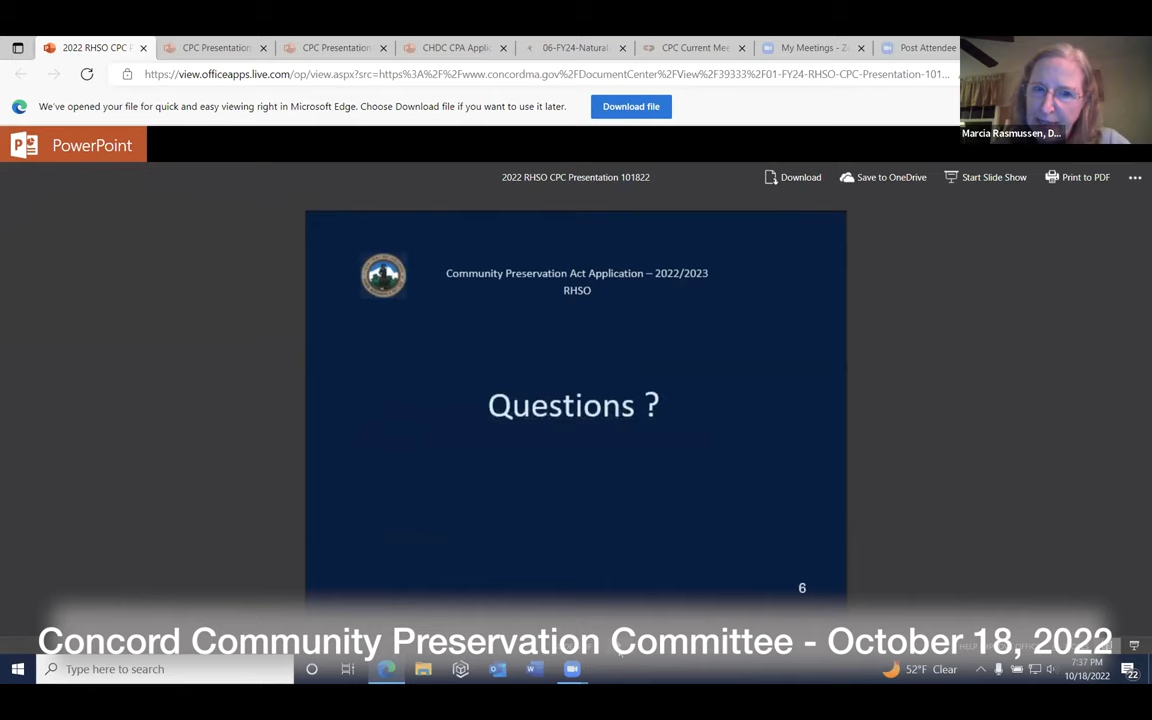 2022 RHSO CPC P
CPC Presentation
CPC Presentation
CHDC CPA Applic
06-FY24-Natural
CPC Current Mee
My Meetings - Zo
Post Attendee
https://view.officeapps.live.com/op/view.aspx?src=https%3A%2F%2Fwww.concordma.gov%2FDocumentCenter%2FView%2F39333%2F01-FY24-RHSO-CPC-Presentation-101...
We've opened your file for quick and easy viewing right in Microsoft Edge. Choose Download file if you want to use it later.
Download file
Marcia Rasmussen, D...
PowerPoint
2022 RHSO CPC Presentation 101822
Download
Save to OneDrive
Start Slide Show
Print to PDF
Community Preservation Act Application – 2022/2023
RHSO
Questions ?
6
Concord Community Preservation Committee - October 18, 2022
Type here to search
52°F Clear
7:37 PM
10/18/2022
22